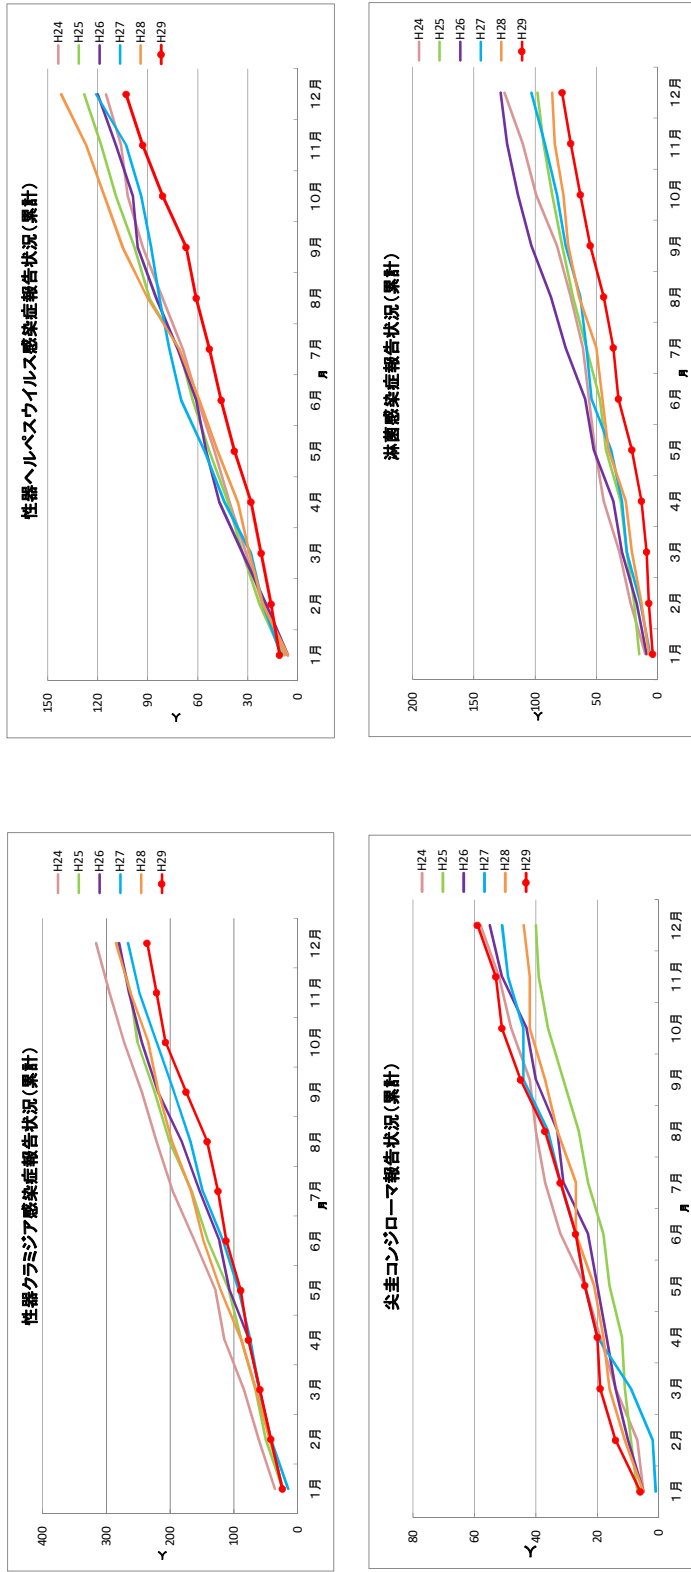 性器クラミジア感染症報告状況(累計)
400
300
200
100
0
人
1月 2月 3月 4月 5月 6月 7月 8月 9月 10月 11月 12月
月
H24
H25
H26
H27
H28
H29
性器ヘルペスウイルス感染症報告状況(累計)
150
120
90
60
30
0
人
1月 2月 3月 4月 5月 6月 7月 8月 9月 10月 11月 12月
月
H24
H25
H26
H27
H28
H29
尖圭コンジローマ報告状況(累計)
80
60
40
20
0
人
1月 2月 3月 4月 5月 6月 7月 8月 9月 10月 11月 12月
月
H24
H25
H26
H27
H28
H29
淋菌感染症報告状況(累計)
200
150
100
50
0
人
1月 2月 3月 4月 5月 6月 7月 8月 9月 10月 11月 12月
月
H24
H25
H26
H27
H28
H29